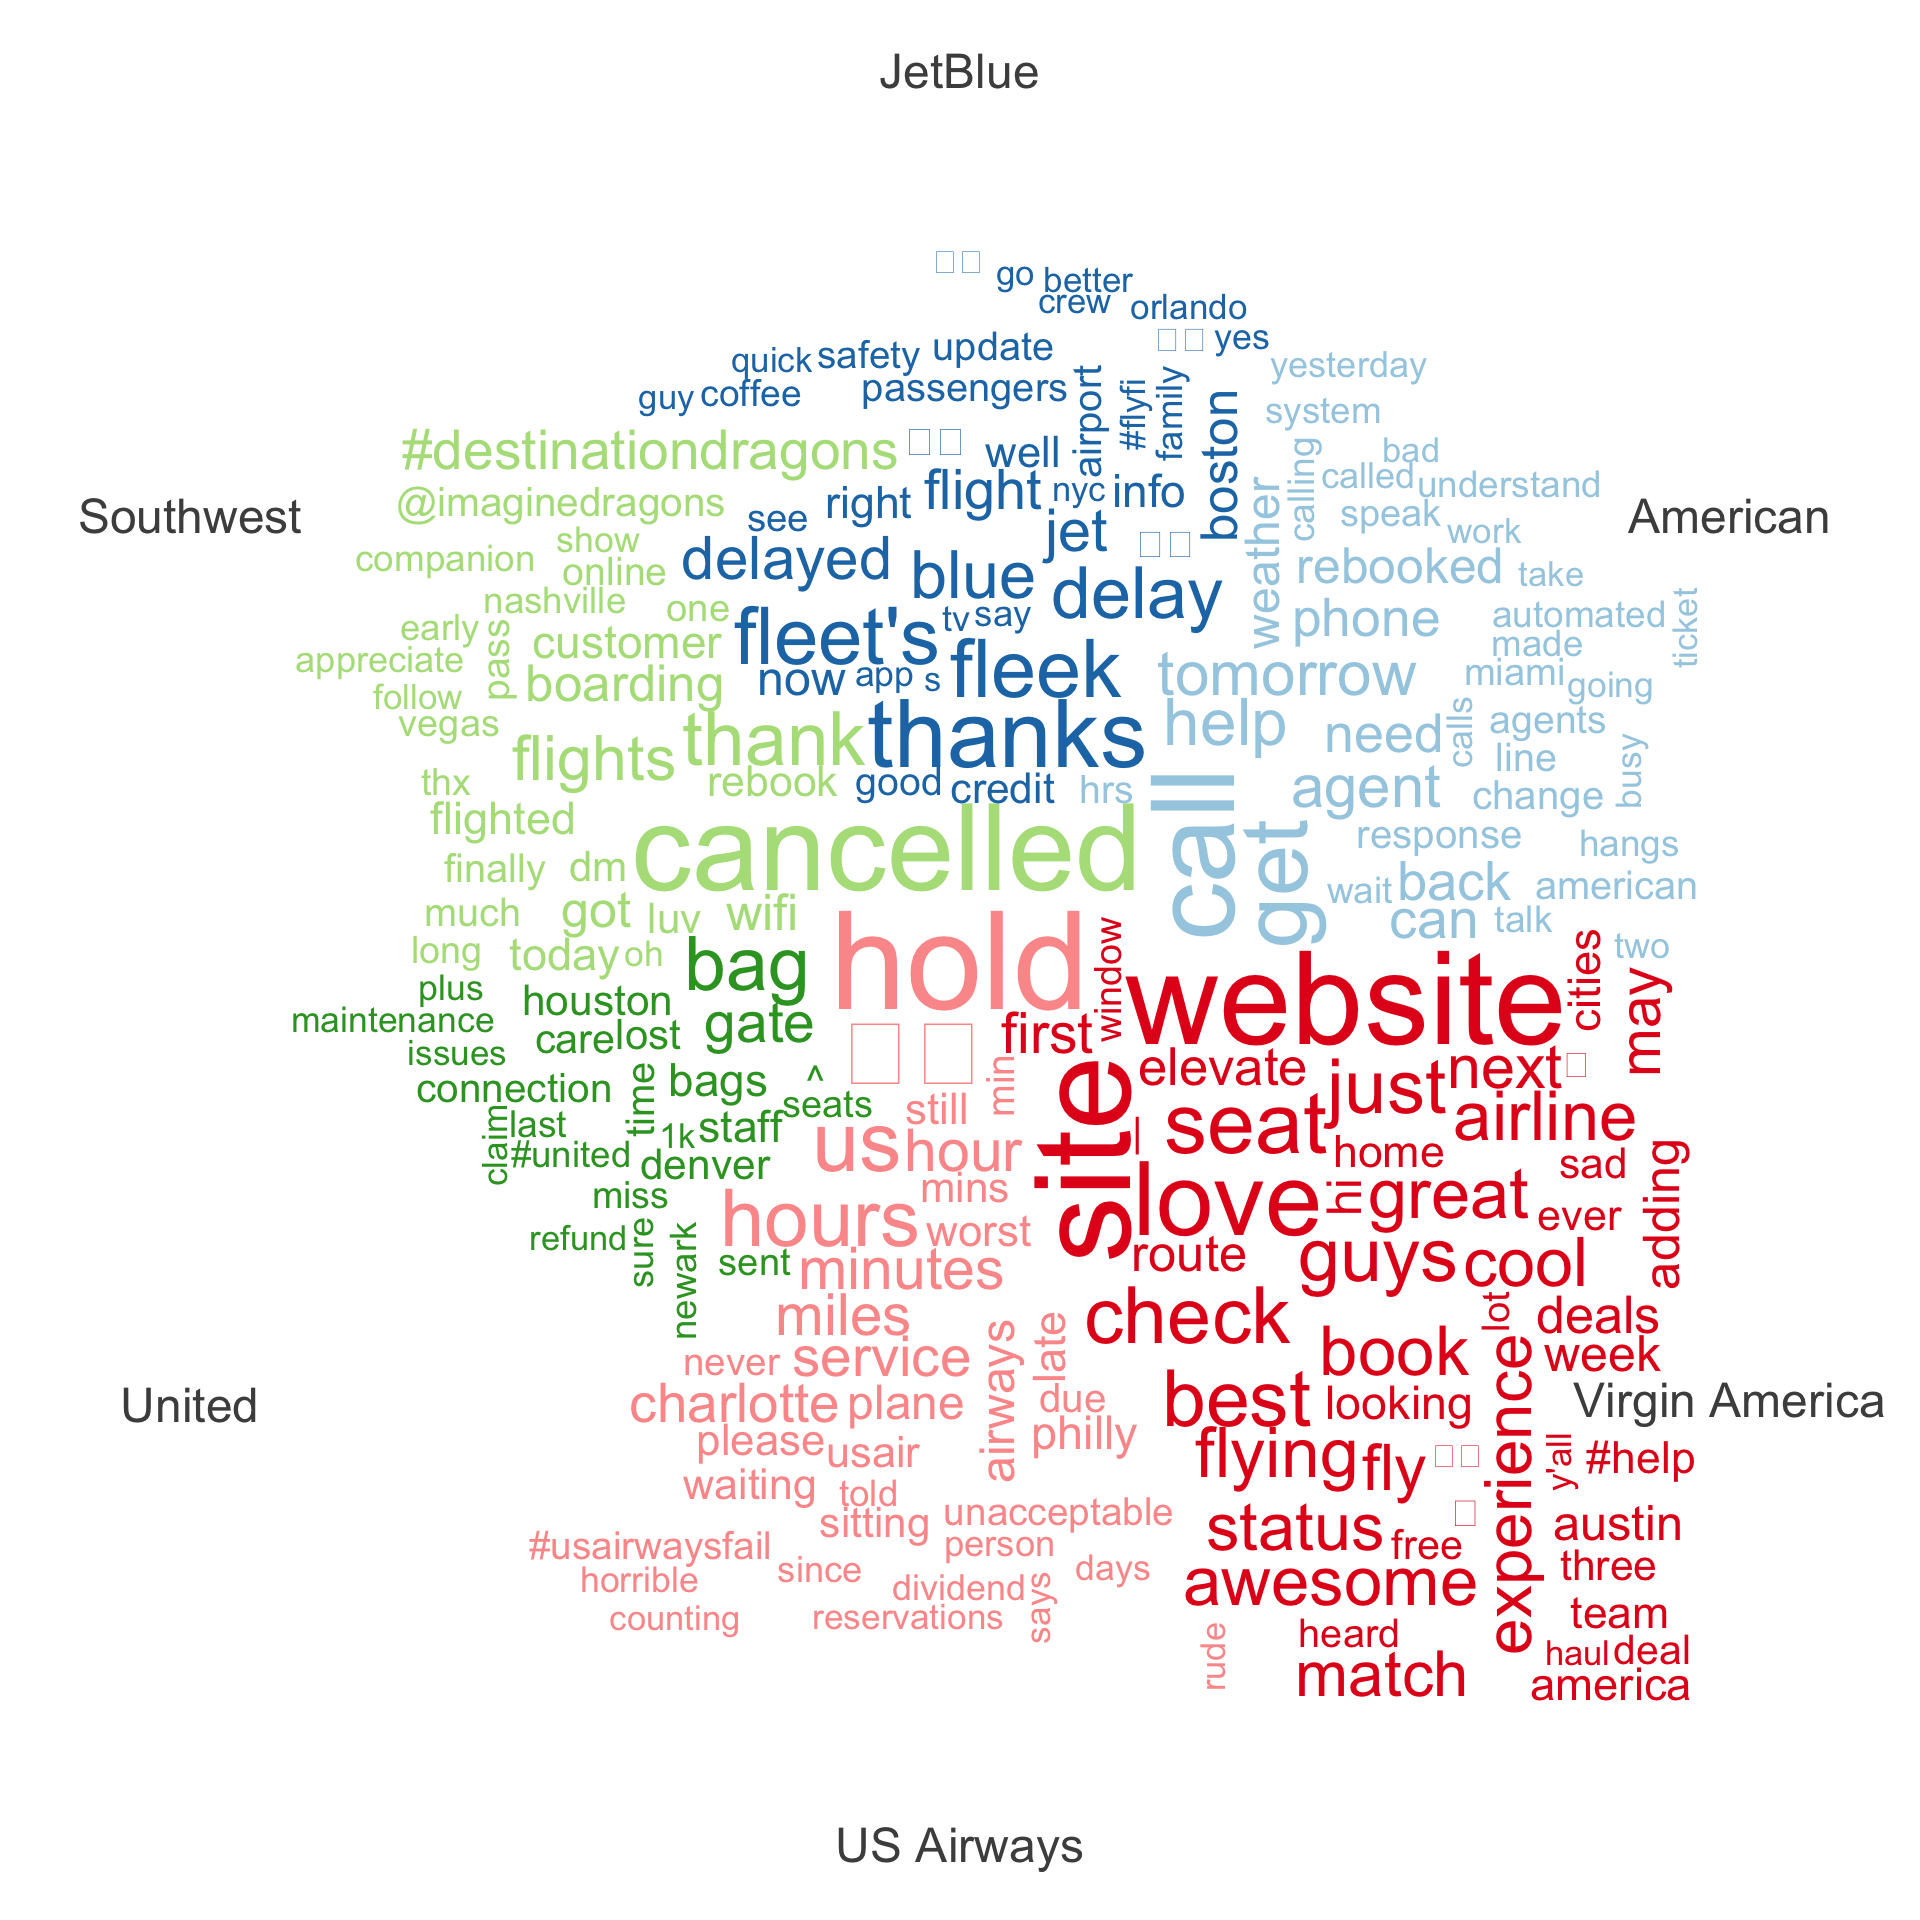 JetBlue
go better
crew orlando
yes
quick safety update
yesterday
guy coffee passengers airport #flyfi family boston
system
#destinationdragons well
bad
calling called understand
@imaginedragons right flight nyc info weather
Southwest see jet speak work American
companion show delayed blue delay rebooked take
online
nashville one fleet's tv say phone automated ticket
early pass customer fleek made
appreciate boarding now app s tomorrow miami going
follow
vegas flights thank thanks help need calls agents
line busy
thx rebook good credit hrs call agent change
flighted cancelled get response hangs
finally dm wait back american
much got luv wifi can talk
long today oh bag hold window website cities two
plus
maintenance houston gate first may
issues care lost
connection time bags ^ min site elevate just next
claim last 1k staff seats still _ seat airline
#united denver us hour home sad adding
miss hours mins love hi great ever
refund sure newark sent worst route guys cool
minutes
miles airways late check book lot deals
never service experience week
United charlotte plane due best looking Virgin America
please usair philly flying fly y'all #help
waiting told unacceptable status free austin
sitting
#usairwaysfail person three
horrible since dividend says days awesome
counting reservations rude heard team
haul deal
match america
US Airways